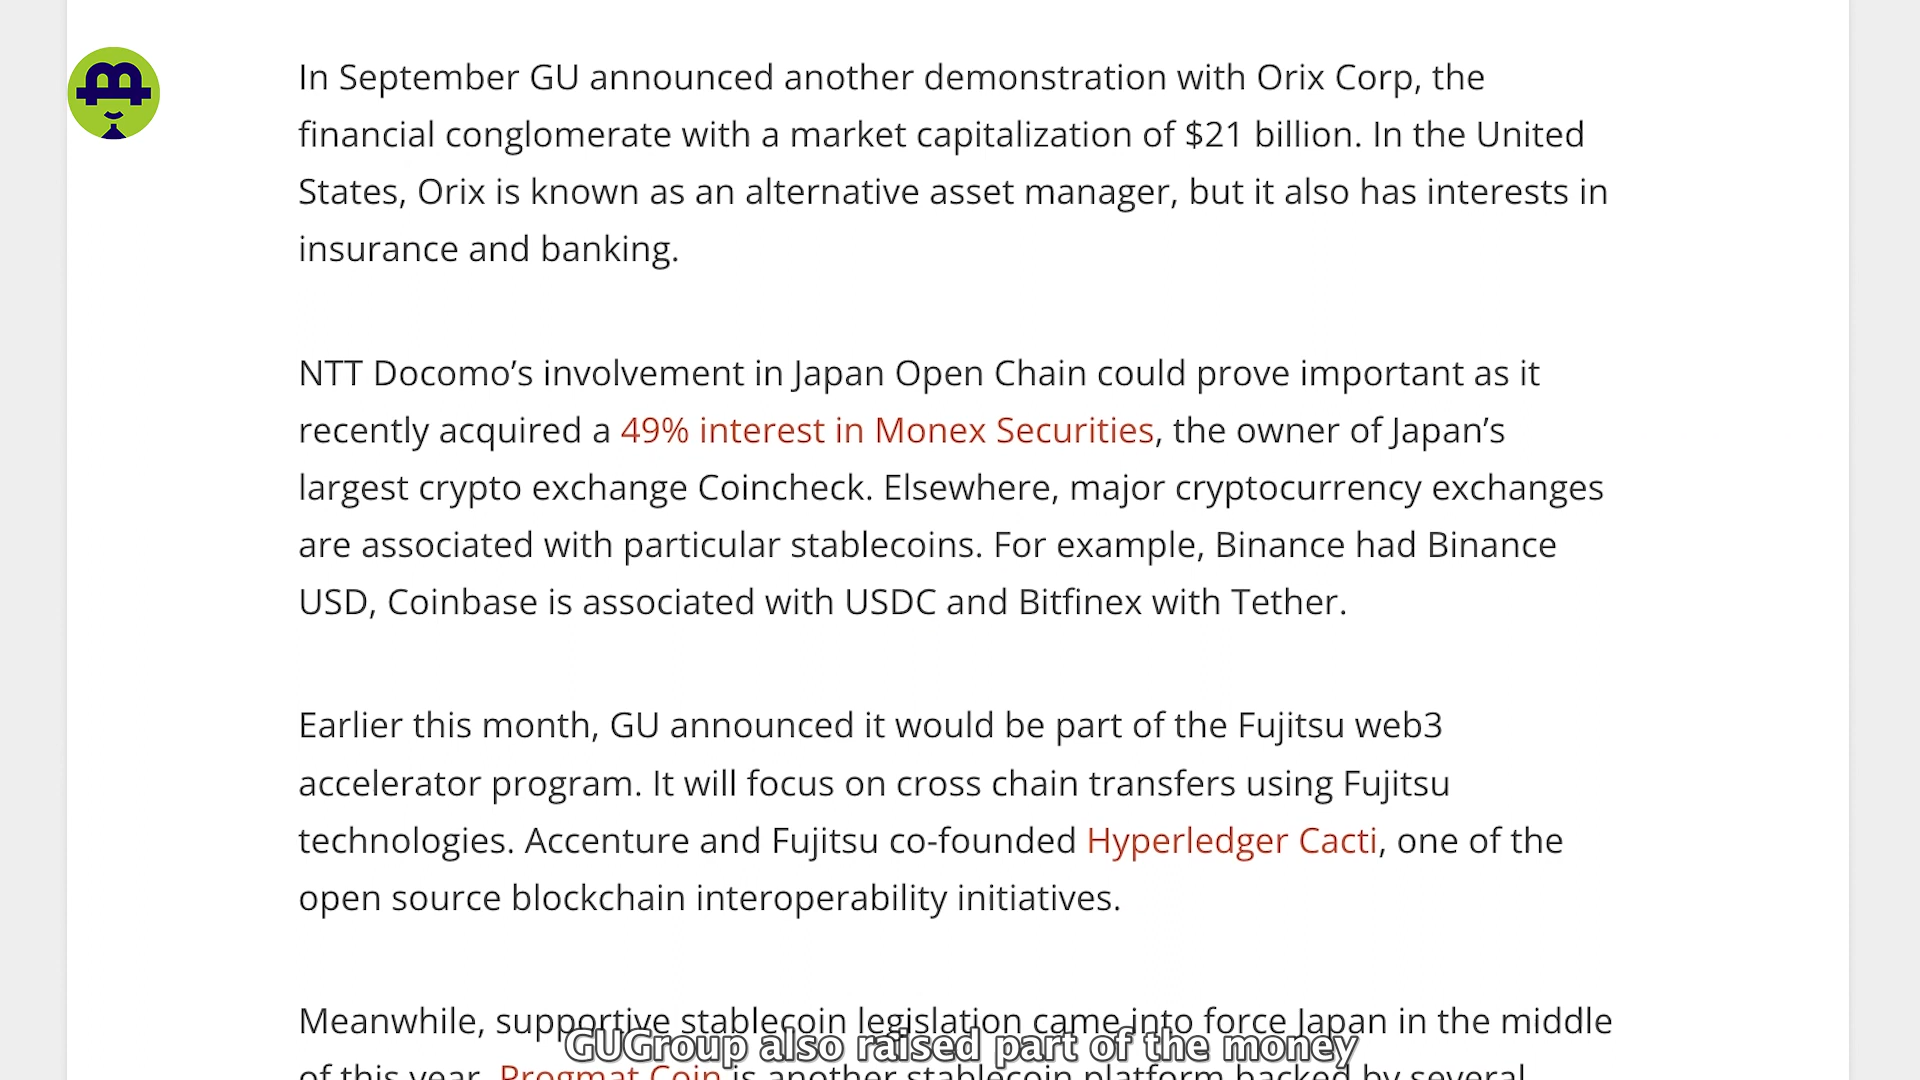 In September GU announced another demonstration with Orix Corp, the
financial conglomerate with a market capitalization of $21 billion. In the United
States, Orix is known as an alternative asset manager, but it also has interests in
insurance and banking.
NTT Docomo’s involvement in Japan Open Chain could prove important as it
recently acquired a 49% interest in Monex Securities, the owner of Japan’s
largest crypto exchange Coincheck. Elsewhere, major cryptocurrency exchanges
are associated with particular stablecoins. For example, Binance had Binance
USD, Coinbase is associated with USDC and Bitfinex with Tether.
Earlier this month, GU announced it would be part of the Fujitsu web3
accelerator program. It will focus on cross chain transfers using Fujitsu
technologies. Accenture and Fujitsu co-founded Hyperledger Cacti, one of the
open source blockchain interoperability initiatives.
Meanwhile, supportive stablecoin legislation came into force Japan in the middle
GUGroup also raised part of the money
of this year. Progmat Coin is another stablecoin platform backed by several